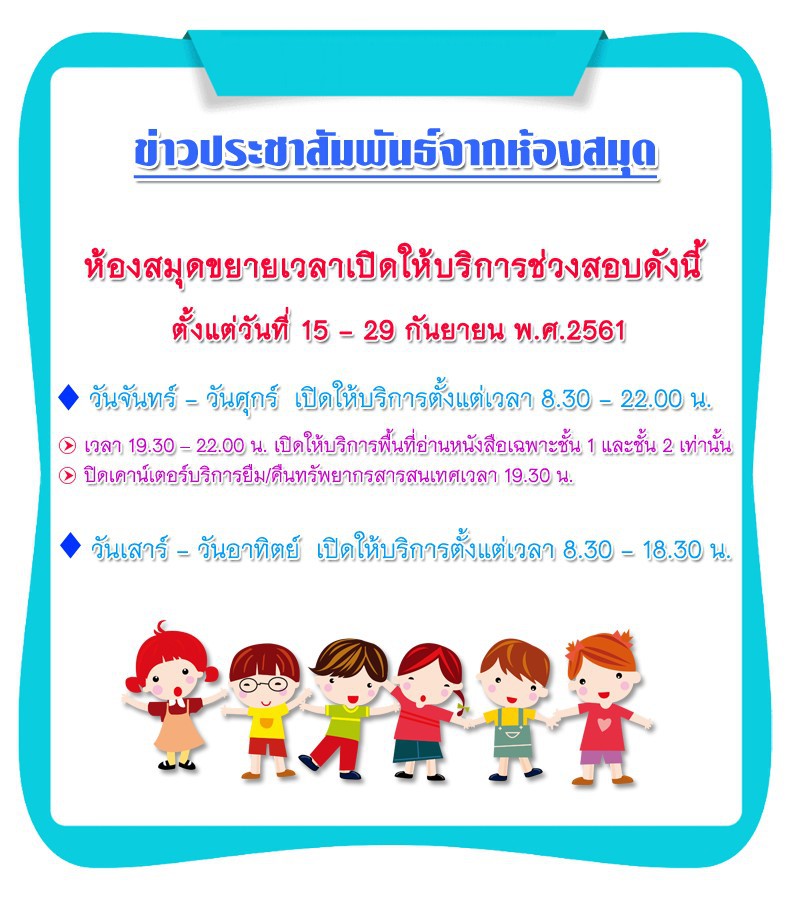 ข่าวประชาสัมพันธ์จากห้องสมุด
ห้องสมุดขยายเวลาเปิดให้บริการช่วงสอบดังนี้
ตั้งแต่วันที่ 15 – 29 กันยายน พ.ศ.2561
วันจันทร์ – วันศุกร์ เปิดให้บริการตั้งแต่เวลา 8.30 – 22.00 น.
เวลา 19.30 – 22.00 น. เปิดให้บริการพื้นที่อ่านหนังสือเฉพาะชั้น 1 และชั้น 2 เท่านั้น
ปิดเคาน์เตอร์บริการยืม/คืนทรัพยากรสารสนเทศเวลา 19.30 น.
วันเสาร์ – วันอาทิตย์ เปิดให้บริการตั้งแต่เวลา 8.30 – 18.30 น.